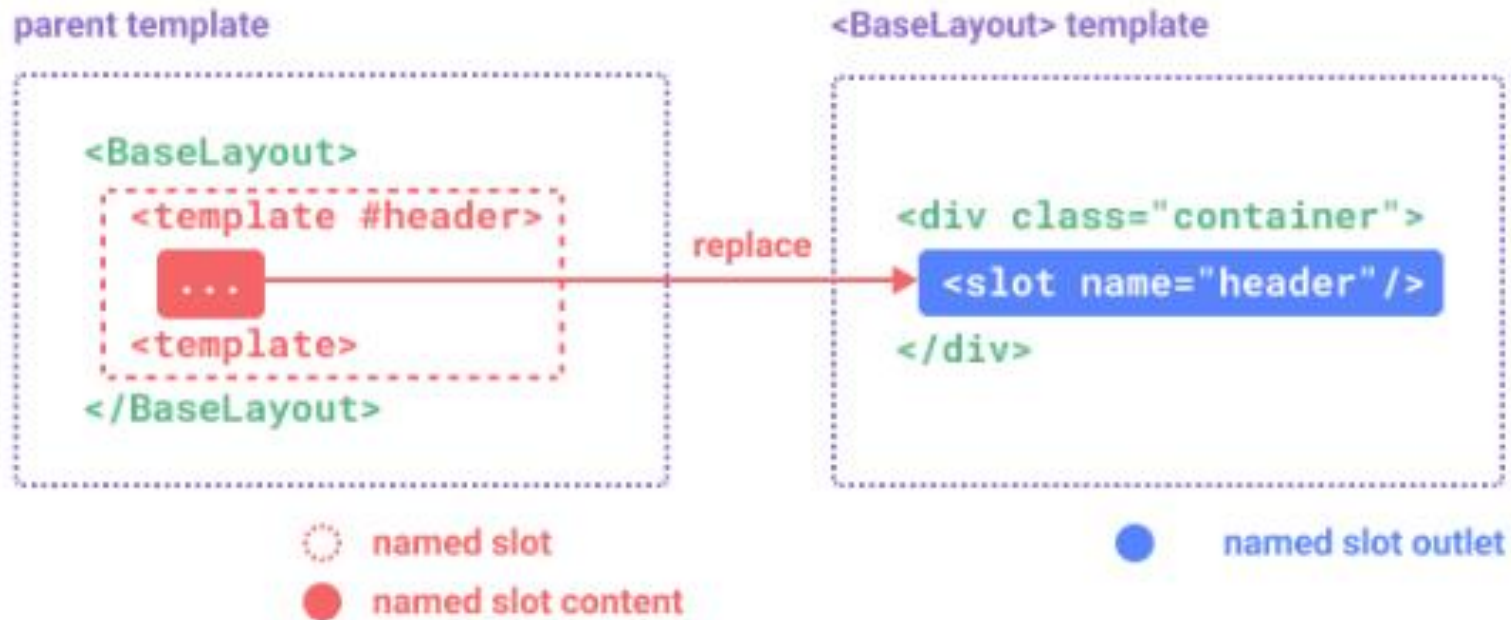 parent template
<BaseLayout>
<template #header>
...
<template>
</BaseLayout>
replace
<BaseLayout> template
<div class="container">
<slot name="header"/>
</div>
named slot
named slot content
named slot outlet